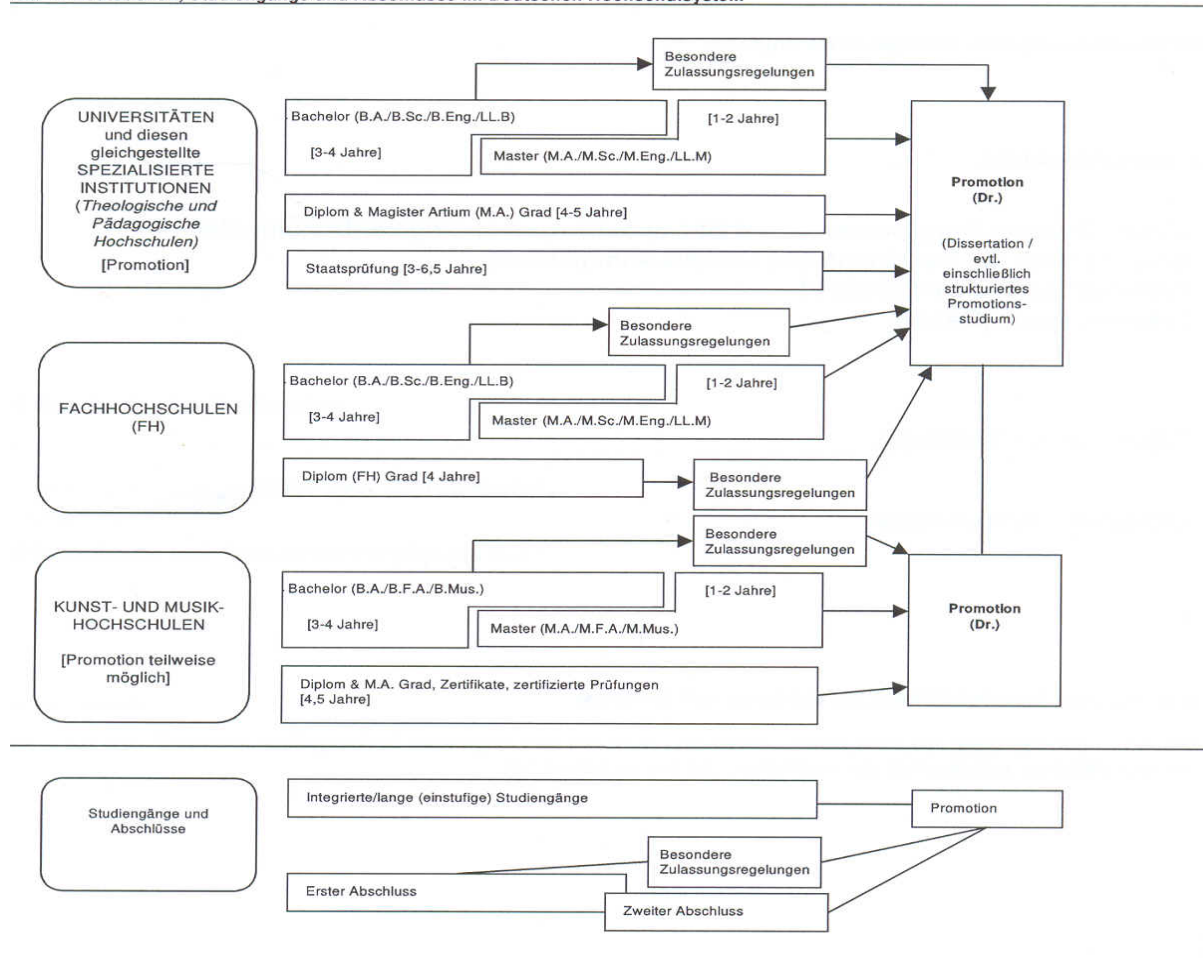 Besondere
Zulassungsregelungen
UNIVERSITÄTEN
und diesen
gleichgestellte
SPEZIALISIERTE
INSTITUTIONEN
(Theologische und
Pädagogische
Hochschulen)
[Promotion]
Bachelor (B.A./B.Sc./B.Eng./LL.B)
[3-4 Jahre]
[1-2 Jahre]
Master (M.A./M.Sc./M.Eng./LL.M)
Diplom & Magister Artium (M.A.) Grad [4-5 Jahre]
Staatsprüfung [3-6,5 Jahre]
Promotion
(Dr.)
(Dissertation /
evtl.
einschließlich
strukturiertes
Promotions-
studium)
Besondere
Zulassungsregelungen
FACHHOCHSCHULEN
(FH)
Bachelor (B.A./B.Sc./B.Eng./LL.B)
[3-4 Jahre]
[1-2 Jahre]
Master (M.A./M.Sc./M.Eng./LL.M)
Diplom (FH) Grad [4 Jahre]
Besondere
Zulassungsregelungen
Besondere
Zulassungsregelungen
KUNST- UND MUSIK-
HOCHSCHULEN
[Promotion teilweise
möglich]
Bachelor (B.A./B.F.A./B.Mus.)
[3-4 Jahre]
[1-2 Jahre]
Master (M.A./M.F.A./M.Mus.)
Diplom & M.A. Grad, Zertifikate, zertifizierte Prüfungen
[4,5 Jahre]
Promotion
(Dr.)
Studiengänge und
Abschlüsse
Integrierte/lange (einstufige) Studiengänge
Promotion
Besondere
Zulassungsregelungen
Erster Abschluss
Zweiter Abschluss